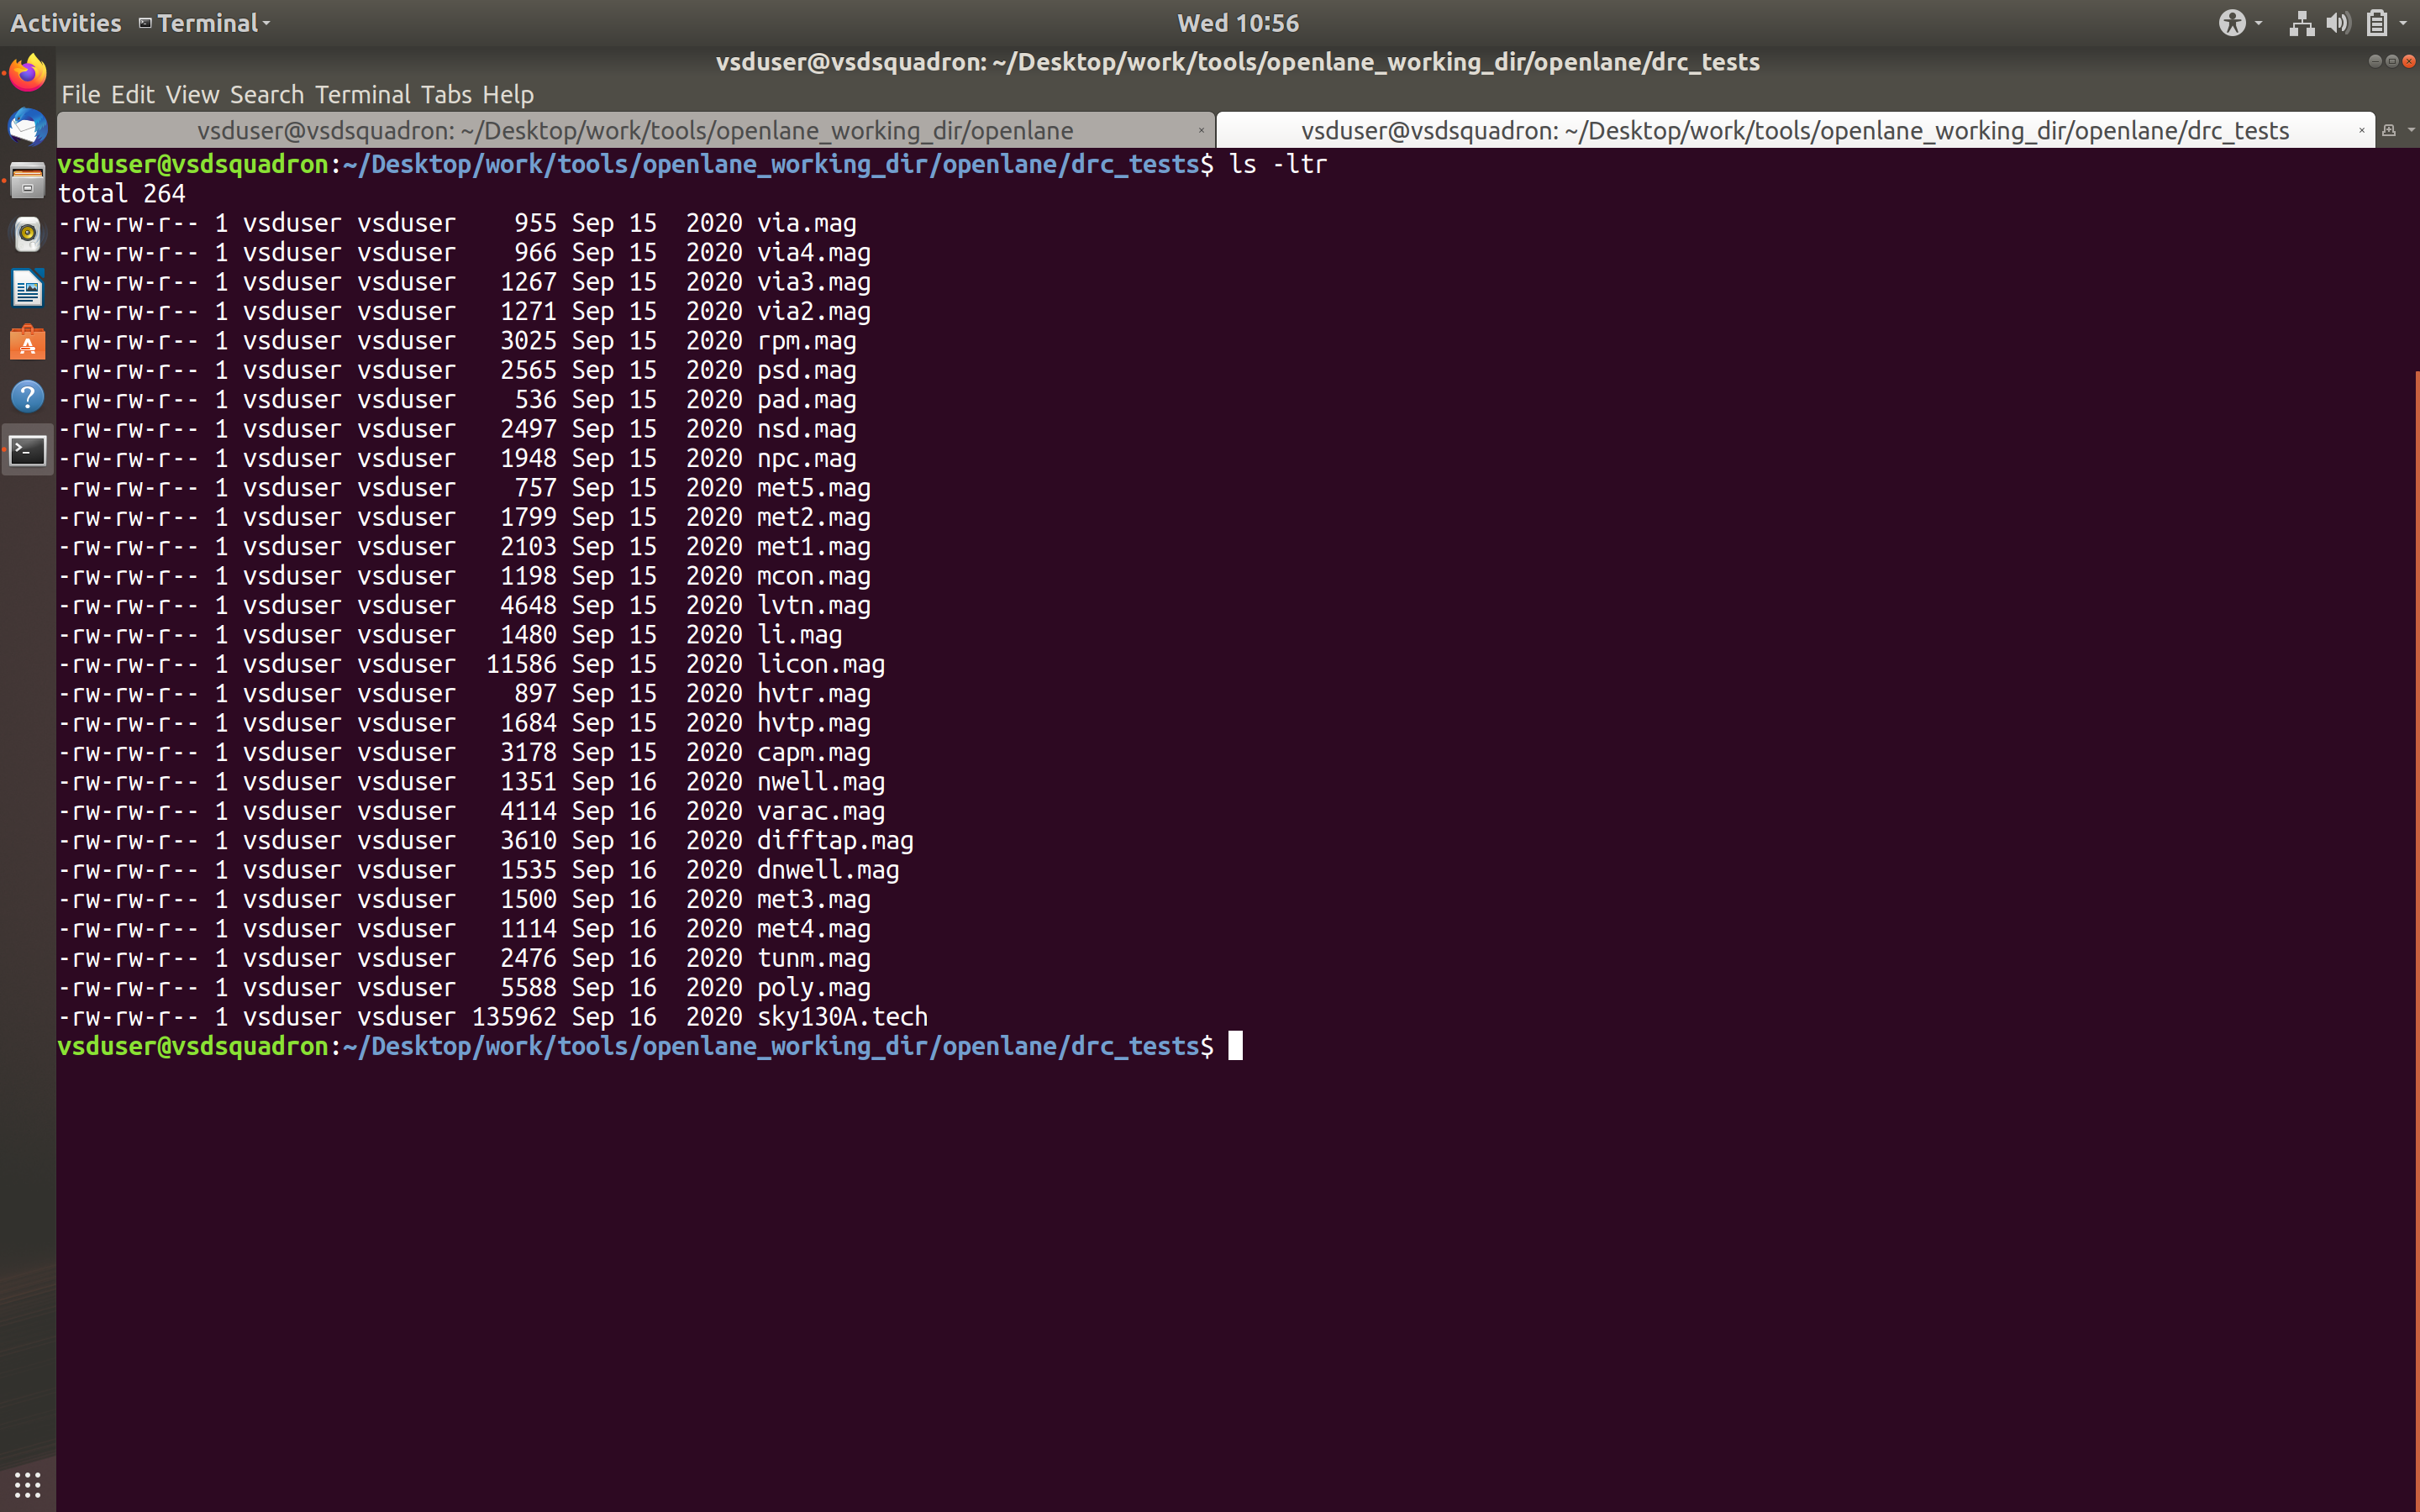 Activities Terminal Wed 10:56
vsduser@vsdsquadron: ~/Desktop/work/tools/openlane_working_dir/openlane/drc_tests
File Edit View Search Terminal Tabs Help
vsduser@vsdsquadron: ~/Desktop/work/tools/openlane_working_dir/openlane vsduser@vsdsquadron: ~/Desktop/work/tools/openlane_working_dir/openlane/drc_tests
vsduser@vsdsquadron:~/Desktop/work/tools/openlane_working_dir/openlane/drc_tests$ ls -ltr
total 264
-rw-rw-r-- 1 vsduser vsduser    955 Sep 15  2020 via.mag
-rw-rw-r-- 1 vsduser vsduser    966 Sep 15  2020 via4.mag
-rw-rw-r-- 1 vsduser vsduser   1267 Sep 15  2020 via3.mag
-rw-rw-r-- 1 vsduser vsduser   1271 Sep 15  2020 via2.mag
-rw-rw-r-- 1 vsduser vsduser   3025 Sep 15  2020 rpm.mag
-rw-rw-r-- 1 vsduser vsduser   2565 Sep 15  2020 psd.mag
-rw-rw-r-- 1 vsduser vsduser    536 Sep 15  2020 pad.mag
-rw-rw-r-- 1 vsduser vsduser   2497 Sep 15  2020 nsd.mag
-rw-rw-r-- 1 vsduser vsduser   1948 Sep 15  2020 npc.mag
-rw-rw-r-- 1 vsduser vsduser    757 Sep 15  2020 met5.mag
-rw-rw-r-- 1 vsduser vsduser   1799 Sep 15  2020 met2.mag
-rw-rw-r-- 1 vsduser vsduser   2103 Sep 15  2020 met1.mag
-rw-rw-r-- 1 vsduser vsduser   1198 Sep 15  2020 mcon.mag
-rw-rw-r-- 1 vsduser vsduser   4648 Sep 15  2020 lvtn.mag
-rw-rw-r-- 1 vsduser vsduser   1480 Sep 15  2020 li.mag
-rw-rw-r-- 1 vsduser vsduser  11586 Sep 15  2020 licon.mag
-rw-rw-r-- 1 vsduser vsduser    897 Sep 15  2020 hvtr.mag
-rw-rw-r-- 1 vsduser vsduser   1684 Sep 15  2020 hvtp.mag
-rw-rw-r-- 1 vsduser vsduser   3178 Sep 15  2020 capm.mag
-rw-rw-r-- 1 vsduser vsduser   1351 Sep 16  2020 nwell.mag
-rw-rw-r-- 1 vsduser vsduser   4114 Sep 16  2020 varac.mag
-rw-rw-r-- 1 vsduser vsduser   3610 Sep 16  2020 difftap.mag
-rw-rw-r-- 1 vsduser vsduser   1535 Sep 16  2020 dnwell.mag
-rw-rw-r-- 1 vsduser vsduser   1500 Sep 16  2020 met3.mag
-rw-rw-r-- 1 vsduser vsduser   1114 Sep 16  2020 met4.mag
-rw-rw-r-- 1 vsduser vsduser   2476 Sep 16  2020 tunm.mag
-rw-rw-r-- 1 vsduser vsduser   5588 Sep 16  2020 poly.mag
-rw-rw-r-- 1 vsduser vsduser 135962 Sep 16  2020 sky130A.tech
vsduser@vsdsquadron:~/Desktop/work/tools/openlane_working_dir/openlane/drc_tests$